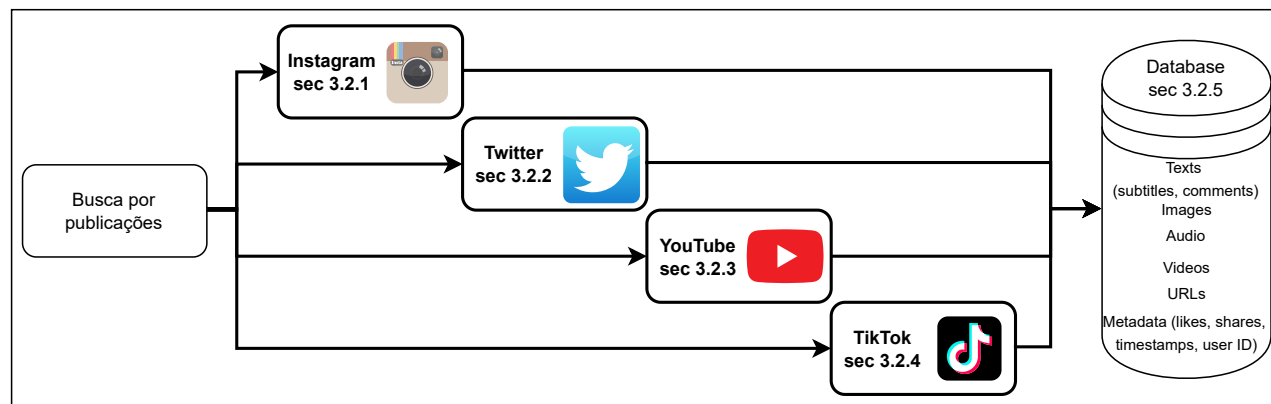 Busca por
publicações
Instagram
sec 3.2.1
Insta
Twitter
sec 3.2.2
YouTube
sec 3.2.3
TikTok
sec 3.2.4
Database
sec 3.2.5
Texts
(subtitles, comments)
Images
Audio
Videos
URLs
Metadata (likes, shares,
timestamps, user ID)